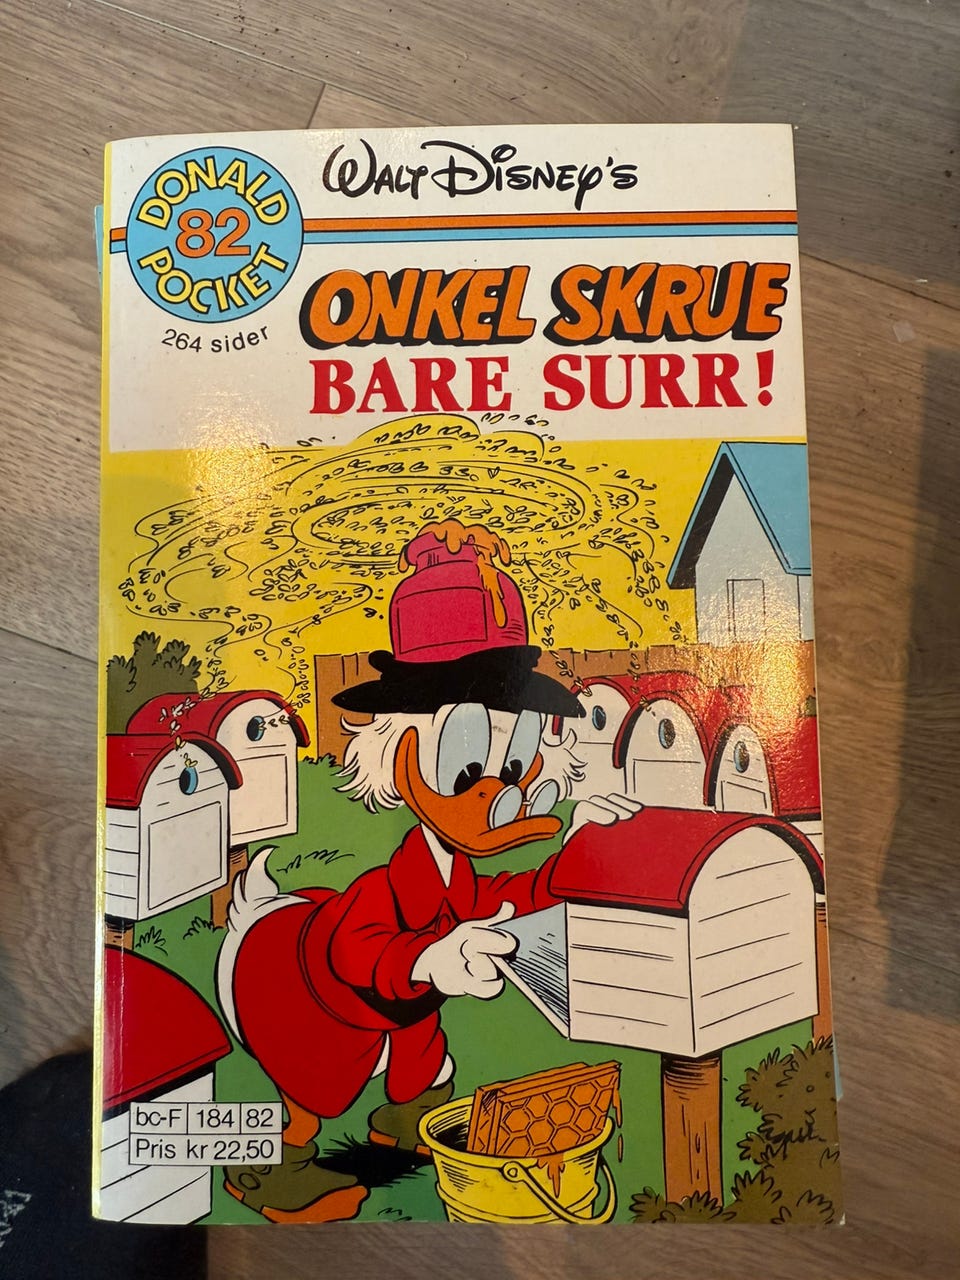 DONALD
82
POCKET
264 sider
WALT DISNEY'S
ONKEL SKRUE
BARE SURR!
bc-F 184 82
Pris kr 22,50